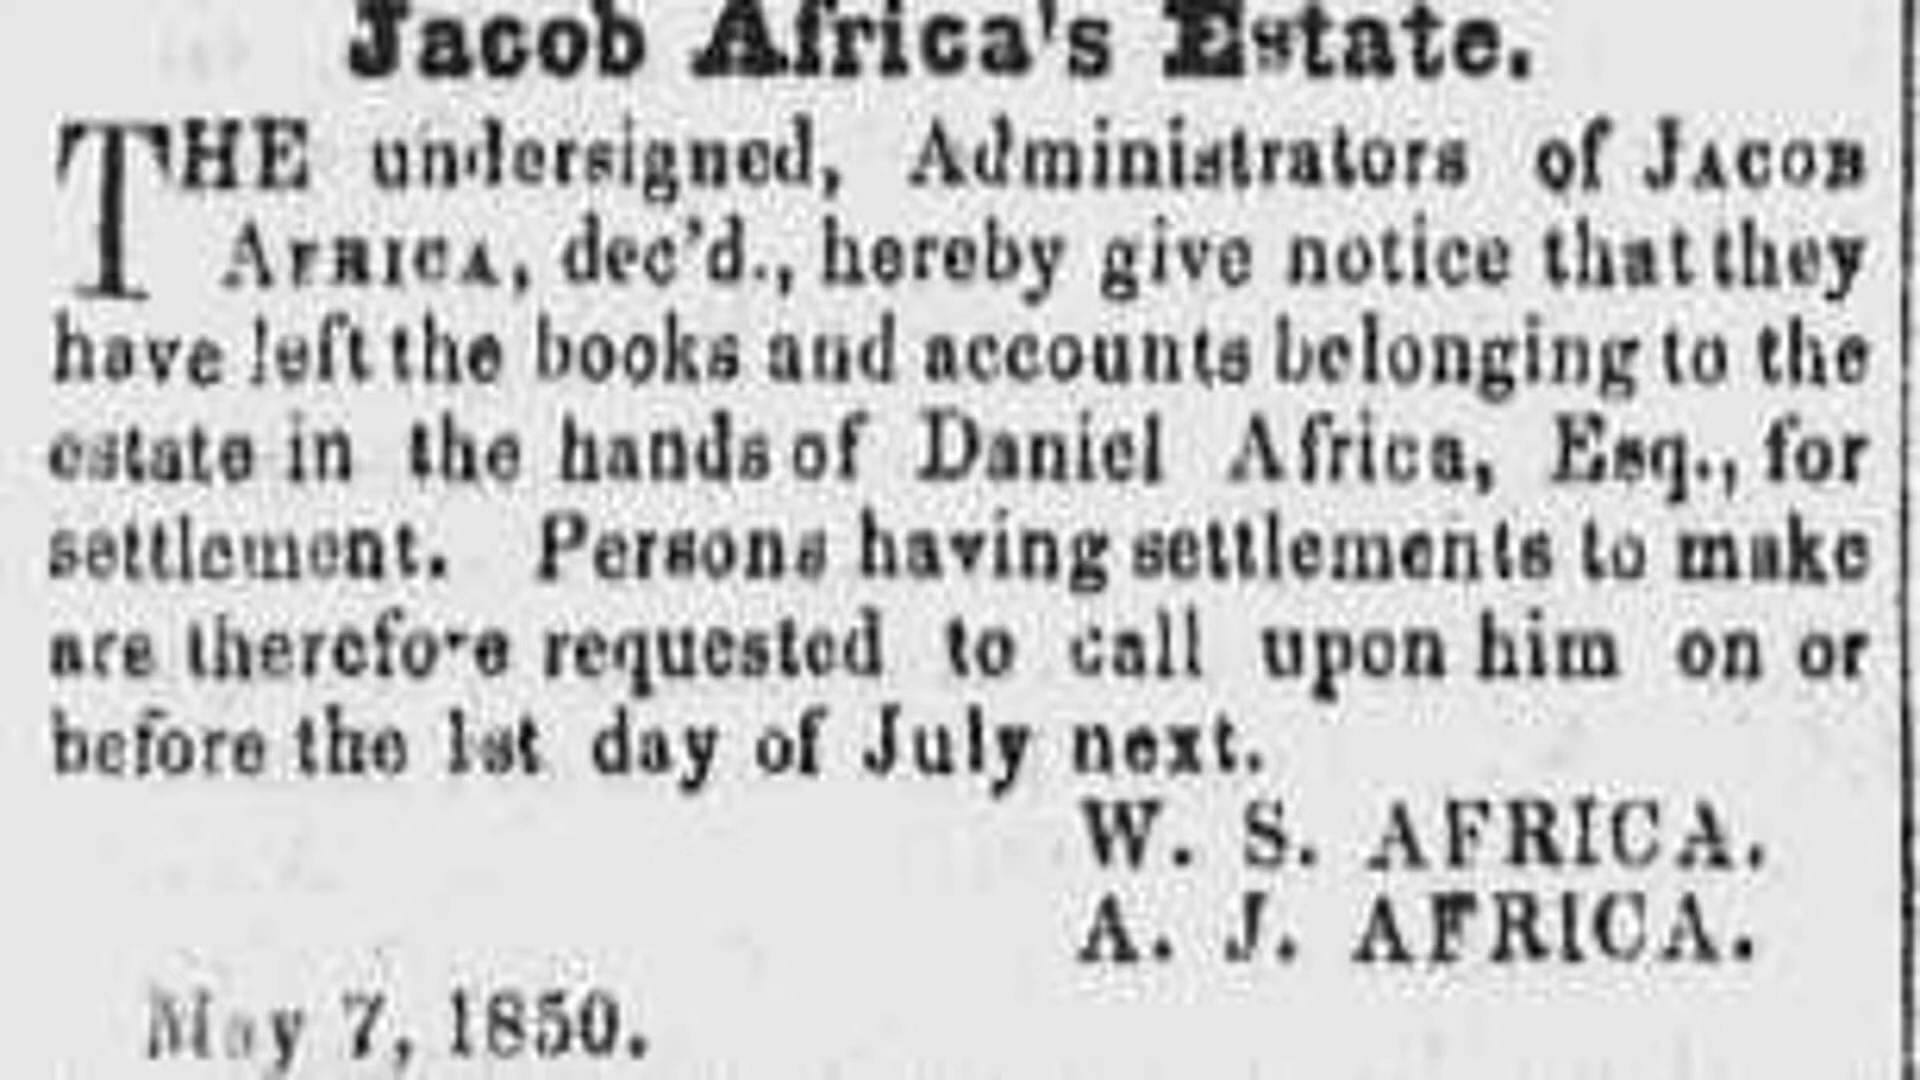 Jacob Africa's Estate.
THE undersigned, Administrators of JACOB
AFRICA, dec'd., hereby give notice that they
have left the books and accounts belonging to the
estate in the hands of Daniel Africa, Esq., for
settlement. Persons having settlements to make
are therefore requested to call upon him on or
before the 1st day of July next.
W. S. AFRICA.
A. J. AFRICA.
May 7, 1850.